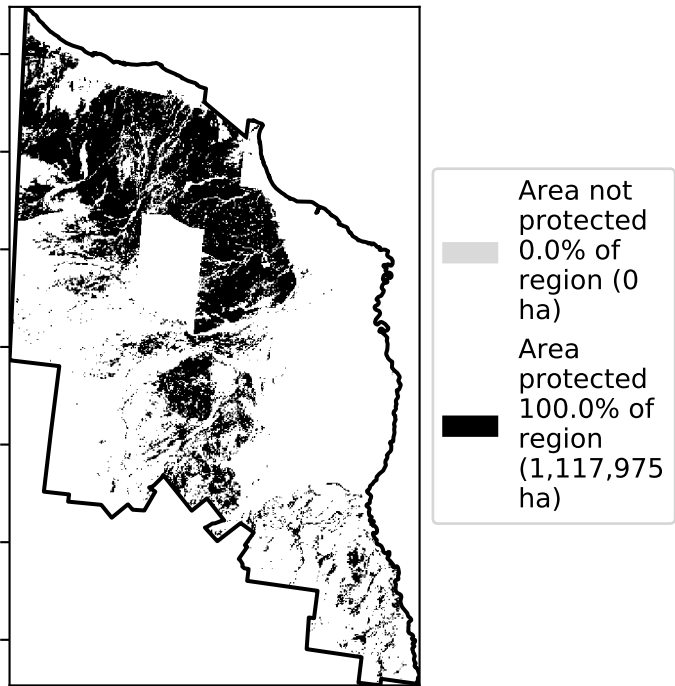 Area not
protected
0.0% of
region (0
ha)
Area
protected
100.0% of
region
(1,117,975
ha)